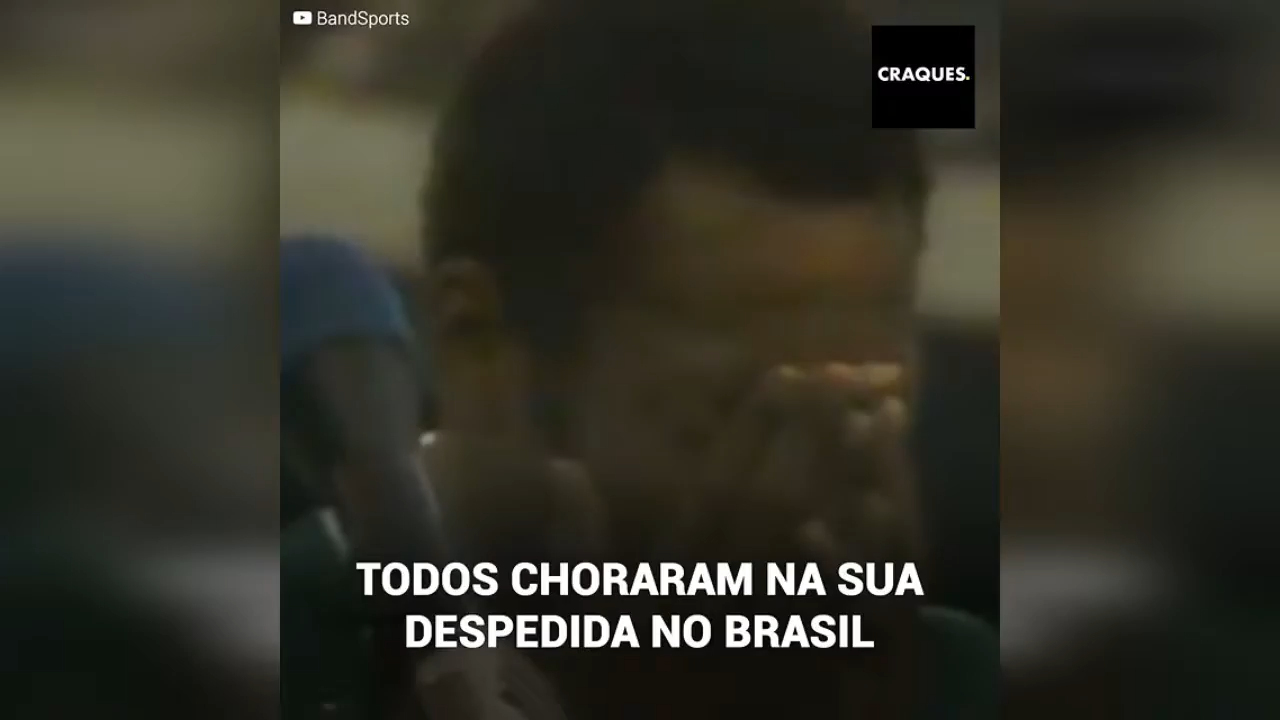 BandSports
CRAQUES.
TODOS CHORARAM NA SUA
DESPEDIDA NO BRASIL